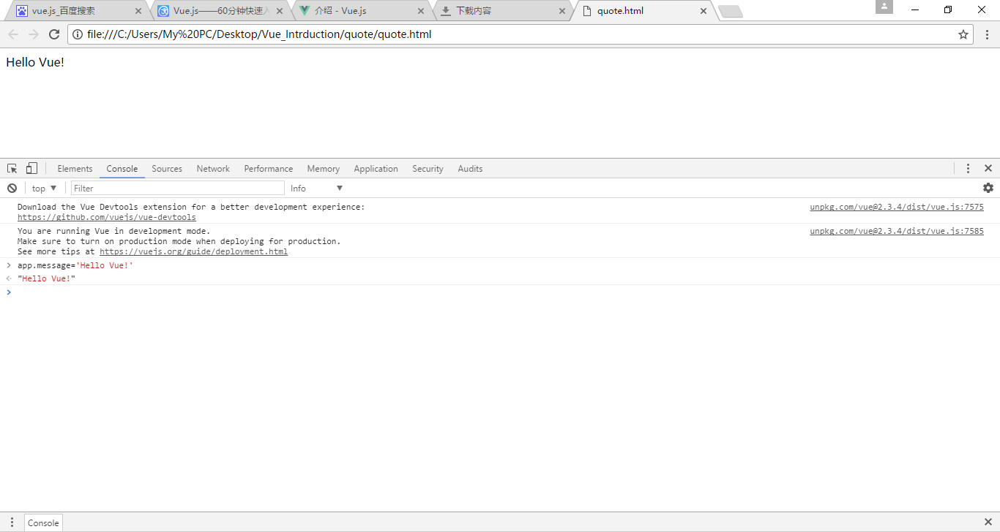 vue.js_百度搜索
Vue.js——60分钟快速入
介绍 - Vue.js
下载内容
quote.html
file:///C:/Users/My%20PC/Desktop/Vue_Intrduction/quote/quote.html
Hello Vue!
Elements Console Sources Network Performance Memory Application Security Audits
top Filter Info
Download the Vue Devtools extension for a better development experience: unpkg.com/vue@2.3.4/dist/vue.js:7575
https://github.com/vuejs/vue-devtools
You are running Vue in development mode. unpkg.com/vue@2.3.4/dist/vue.js:7585
Make sure to turn on production mode when deploying for production.
See more tips at https://vuejs.org/guide/deployment.html
app.message='Hello Vue!'
"Hello Vue!"
Console